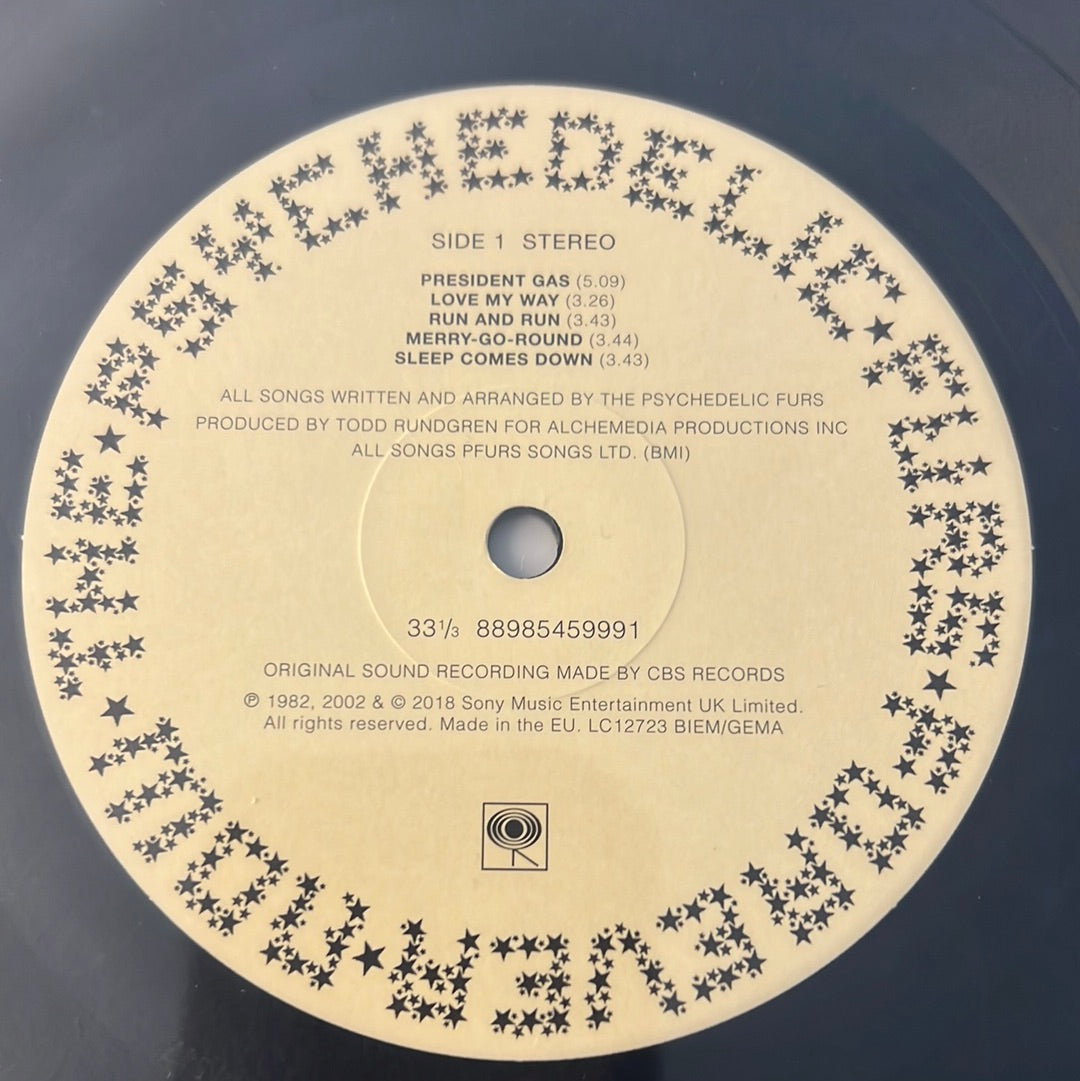 THE★PSYCHEDELIC★FURS★FOREVER★NOW★
SIDE 1 STEREO
PRESIDENT GAS (5.09)
LOVE MY WAY (3.26)
RUN AND RUN (3.43)
MERRY-GO-ROUND (3.44)
SLEEP COMES DOWN (3.43)
ALL SONGS WRITTEN AND ARRANGED BY THE PSYCHEDELIC FURS
PRODUCED BY TODD RUNDGREN FOR ALCHEMEDIA PRODUCTIONS INC
ALL SONGS PFURS SONGS LTD. (BMI)
33⅓ 88985459991
ORIGINAL SOUND RECORDING MADE BY CBS RECORDS
℗ 1982, 2002 & © 2018 Sony Music Entertainment UK Limited.
All rights reserved. Made in the EU. LC12723 BIEM/GEMA